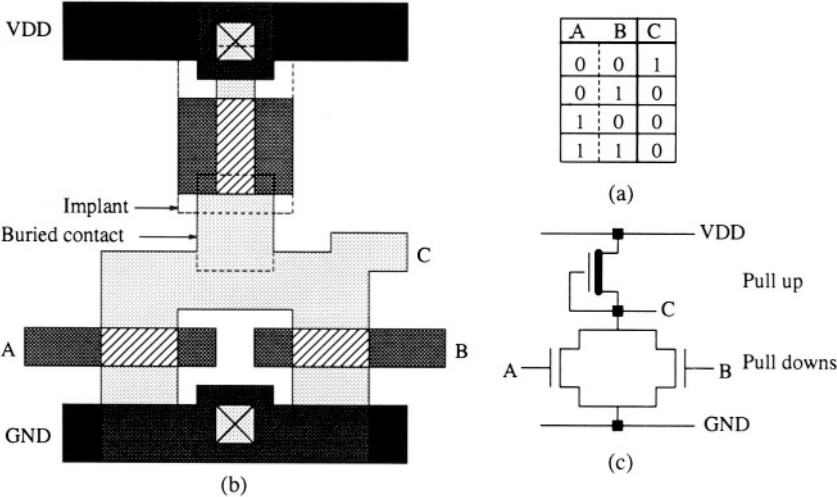 VDD
Implant
Buried contact
C
A
B
GND
(b)
A B C
0 0 1
0 1 0
1 0 0
1 1 0
(a)
VDD
Pull up
C
A
B
Pull downs
GND
(c)